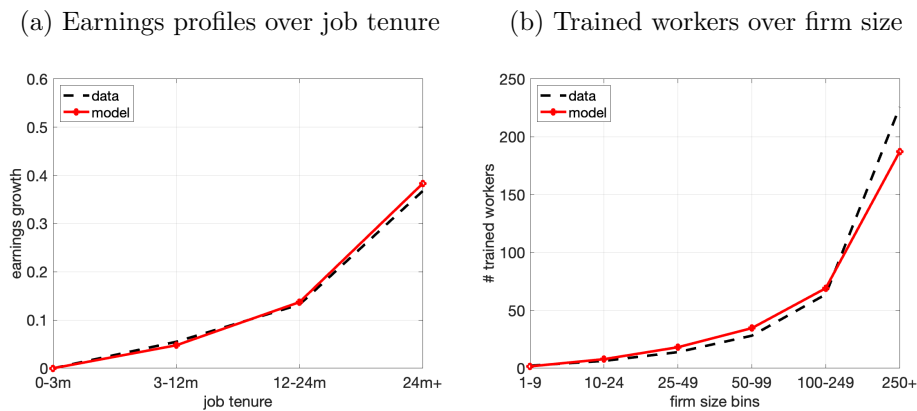 (a) Earnings profiles over job tenure
0.6
0.5
0.4
0.3
0.2
0.1
0
earnings growth
data
model
0-3m 3-12m 12-24m 24m+
job tenure
(b) Trained workers over firm size
250
200
150
100
50
0
# trained workers
data
model
1-9 10-24 25-49 50-99 100-249 250+
firm size bins